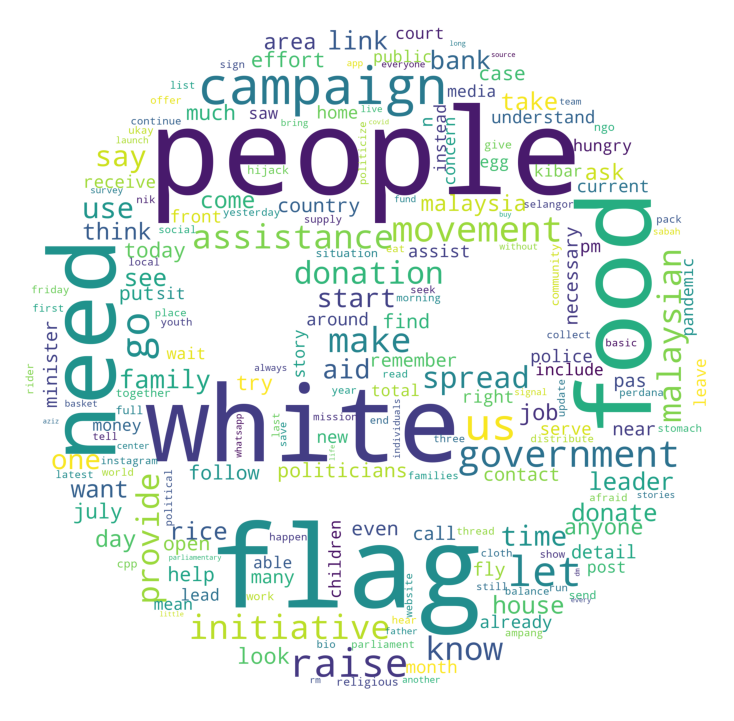 court
area link
effort public bank
sign app everyone long source
list campaign case
offer media take
continue much saw home live covid team
ukay bring understand
launch people instead n
say politicize concern egg give ngo
survey hijack hungry
receive kibar ask
nik come country fund buy selangor current
use front yesterday supply malaysia pack
think social assistance movement eat without community sabah
today situation assist necessary pm pandemic
local see donation seek food
first put sit start morning malaysian
friday place youth around find collect
need go make police basic
minister story remember include
wait aid spread pas leave
rider family always read right job update perdana
together try year total near stomach
basket full white mission signal
aziz money tell whatsapp save last end individuals three us serve distribute
one center instagram new life families government
latest world follow politicians contact leader
want political afraid stories
july provide rice even call thread time donate
day open happen cloth anyone
cpp parliamentary able children flag fly show detail
help many website still let dm post
mean lead work balance run send
little initiative hear father house every
bio parliament already ampang
look raise month know
rm religious another